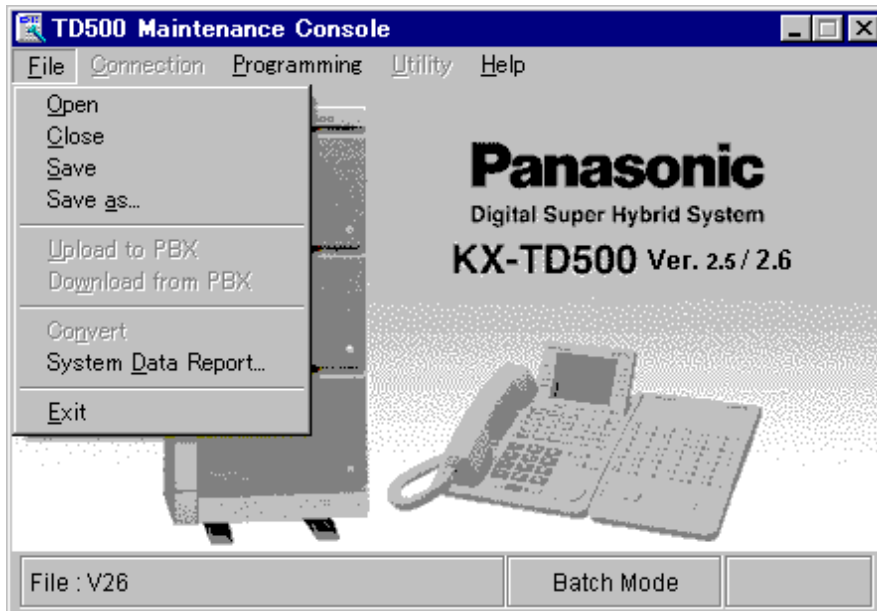 TD500 Maintenance Console
File Connection Programming Utility Help
Open
Close
Save
Save as...
Upload to PBX
Download from PBX
Convert
System Data Report...
Exit
Panasonic
Digital Super Hybrid System
KX-TD500 Ver. 2.5 / 2.6
File : V26 Batch Mode